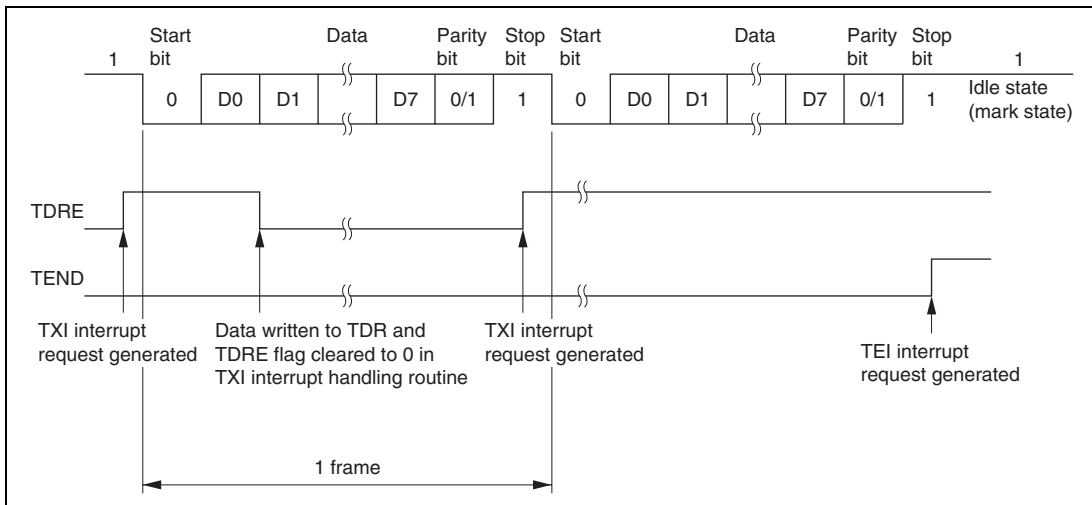 1
Start
bit
Data
Parity
bit
Stop
bit
Start
bit
Data
Parity
bit
Stop
bit
1
0 D0 D1 D7 0/1 1 0 D0 D1 D7 0/1 1
Idle state
(mark state)
TDRE
TEND
TXI interrupt
request generated
Data written to TDR and
TDRE flag cleared to 0 in
TXI interrupt handling routine
TXI interrupt
request generated
TEI interrupt
request generated
1 frame